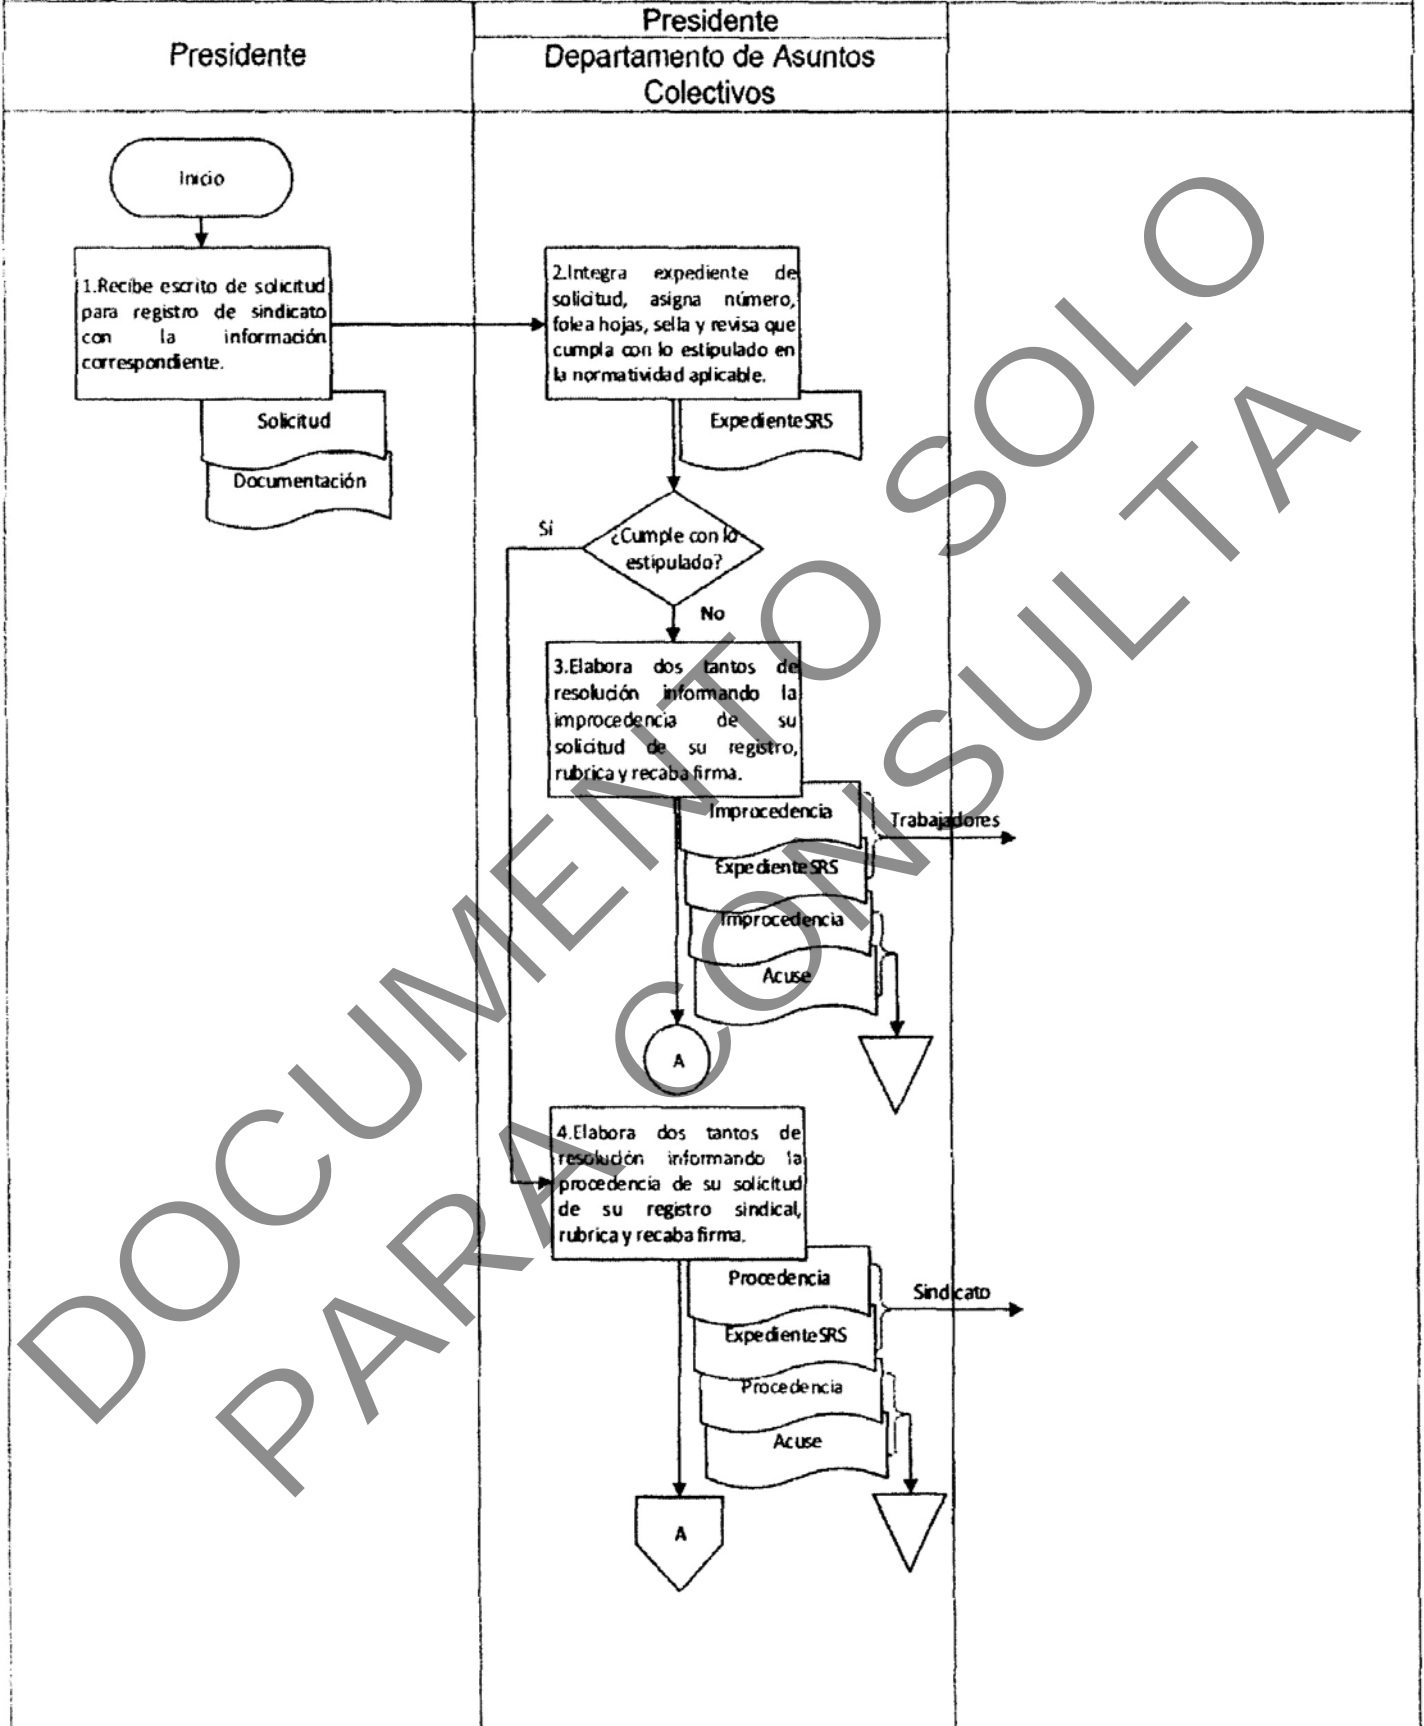 Presidente
Presidente
Departamento de Asuntos
Colectivos
Inicio
1.Recibe escrito de solicitud
para registro de sindicato
con la información
correspondiente.
Solicitud
Documentación
2.Integra expediente de
solicitud, asigna número,
folea hojas, sella y revisa que
cumpla con lo estipulado en
la normatividad aplicable.
Expediente SRS
¿Cumple con lo
estipulado?
Sí
No
3.Elabora dos tantos de
resolución informando la
improcedencia de su
solicitud de su registro,
rubrica y recaba firma.
Improcedencia
Expediente SRS
Improcedencia
Acuse
Trabajadores
A
4.Elabora dos tantos de
resolución informando la
procedencia de su solicitud
de su registro sindical,
rubrica y recaba firma.
Procedencia
Expediente SRS
Procedencia
Acuse
Sindicato
A
DOCUMENTO SOLO
PARA CONSULTA